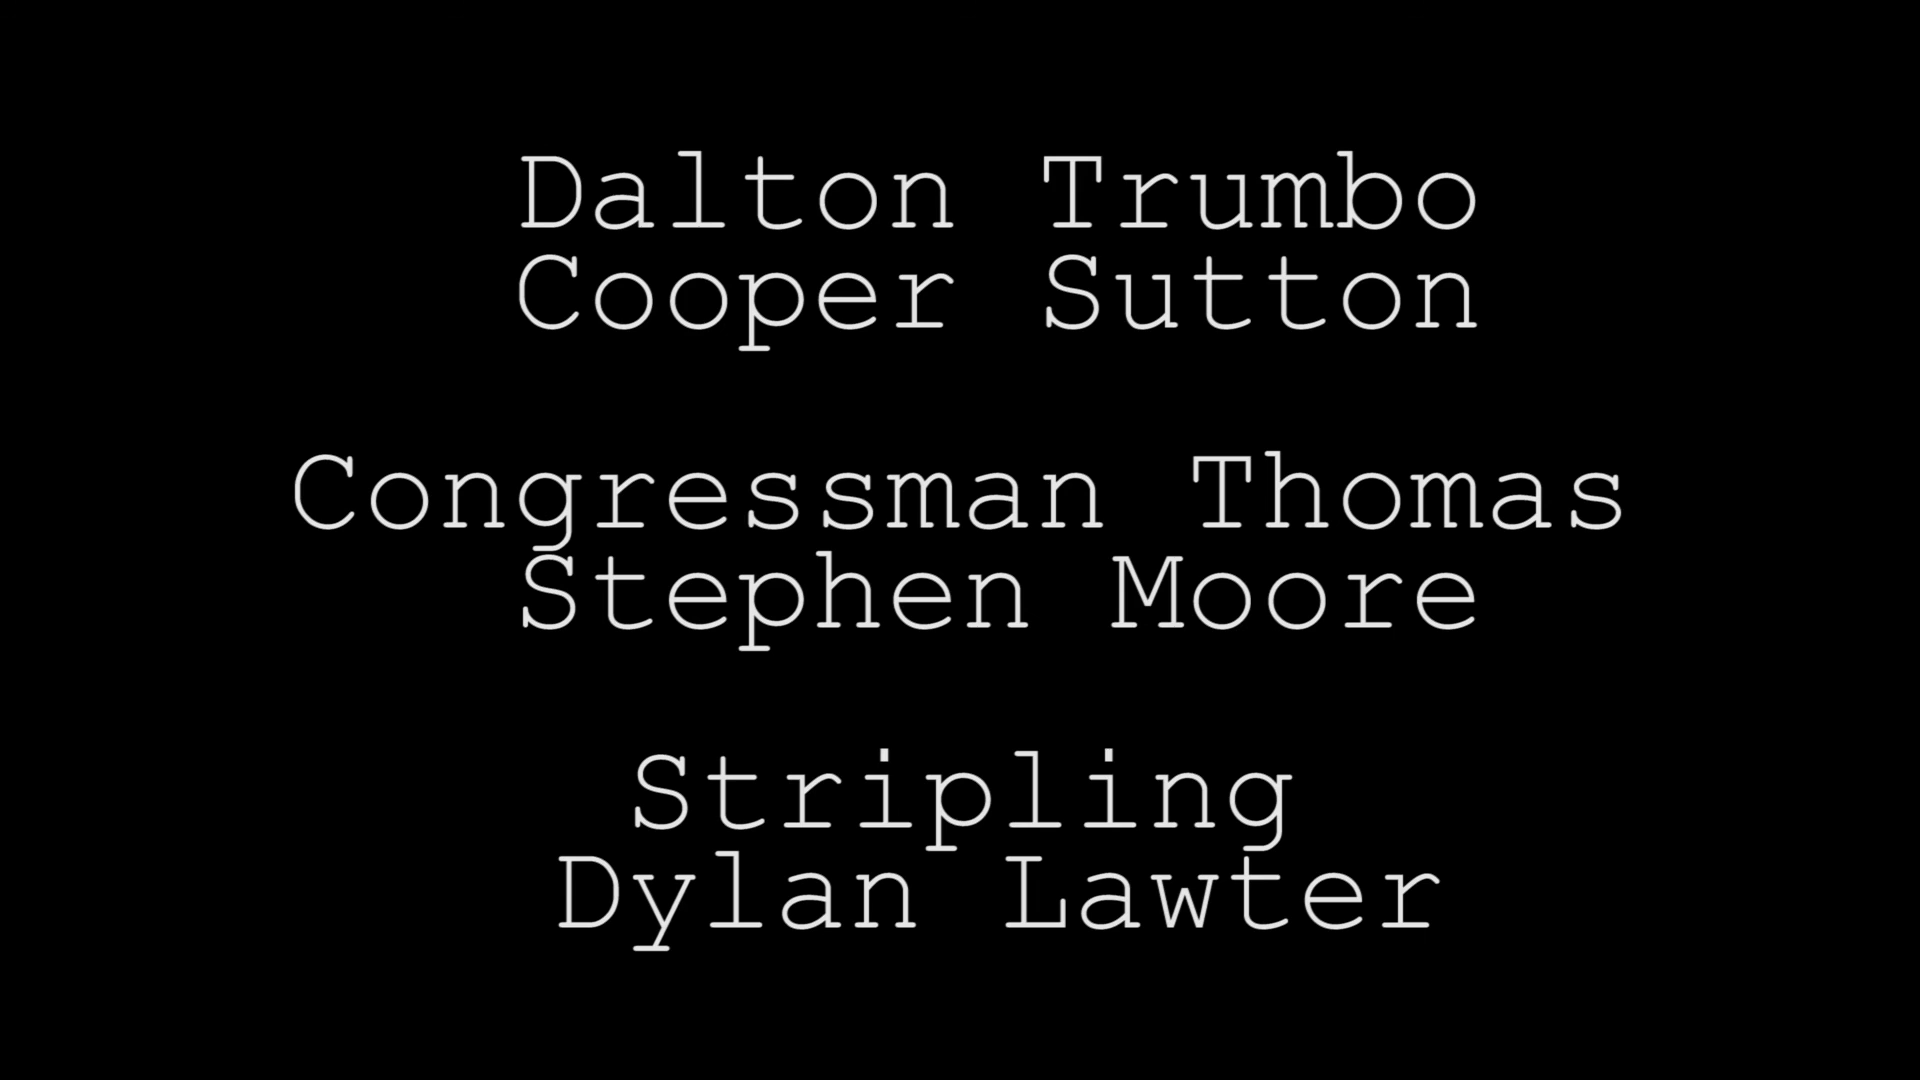 Dalton Trumbo
Cooper Sutton
Congressman Thomas
Stephen Moore
Stripling
Dylan Lawter